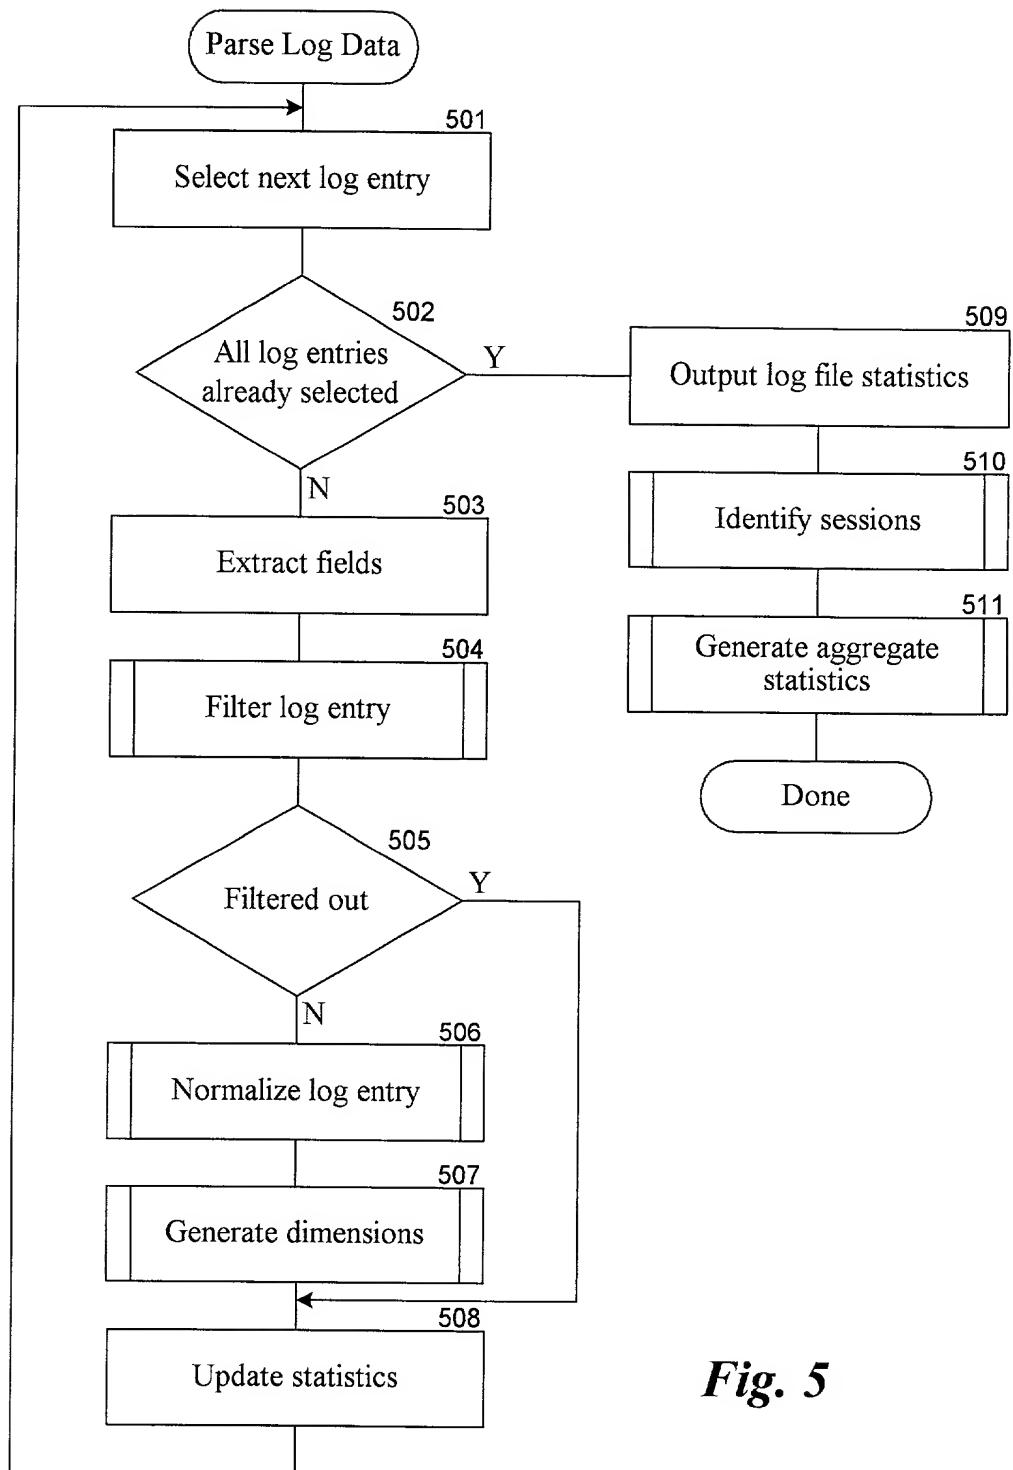 Parse Log Data
501
Select next log entry
502
All log entries
already selected
Y
N
503
Extract fields
504
Filter log entry
505
Filtered out
Y
N
506
Normalize log entry
507
Generate dimensions
508
Update statistics
509
Output log file statistics
510
Identify sessions
511
Generate aggregate
statistics
Done
Fig. 5